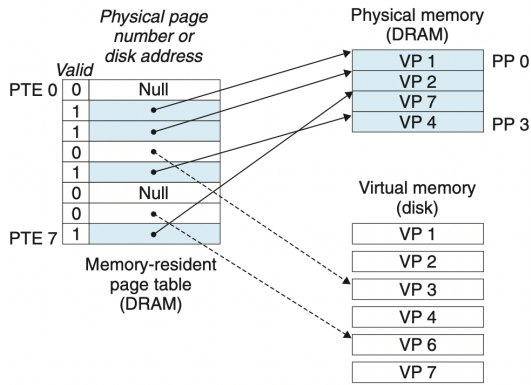 Physical page
number or
disk address
Valid
PTE 0 0 Null
1
1
0
1
0 Null
0
PTE 7 1
Memory-resident
page table
(DRAM)
Physical memory
(DRAM)
VP 1 PP 0
VP 2
VP 7
VP 4 PP 3
Virtual memory
(disk)
VP 1
VP 2
VP 3
VP 4
VP 6
VP 7